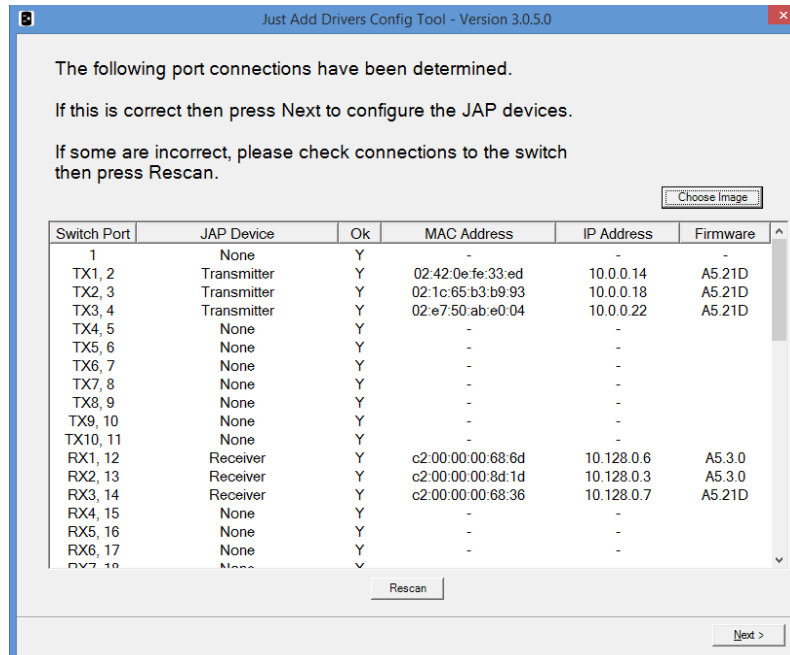 Just Add Drivers Config Tool - Version 3.0.5.0
The following port connections have been determined.
If this is correct then press Next to configure the JAP devices.
If some are incorrect, please check connections to the switch
then press Rescan.
Choose Image
Switch Port JAP Device Ok MAC Address IP Address Firmware
1 None Y - - -
TX1, 2 Transmitter Y 02:42:0e:fe:33:ed 10.0.0.14 A5.21D
TX2, 3 Transmitter Y 02:1c:65:b3:b9:93 10.0.0.18 A5.21D
TX3, 4 Transmitter Y 02:e7:50:ab:e0:04 10.0.0.22 A5.21D
TX4, 5 None Y - -
TX5, 6 None Y - -
TX6, 7 None Y - -
TX7, 8 None Y - -
TX8, 9 None Y - -
TX9, 10 None Y - -
TX10, 11 None Y - -
RX1, 12 Receiver Y c2:00:00:00:68:6d 10.128.0.6 A5.3.0
RX2, 13 Receiver Y c2:00:00:00:8d:1d 10.128.0.3 A5.3.0
RX3, 14 Receiver Y c2:00:00:00:68:36 10.128.0.7 A5.21D
RX4, 15 None Y - -
RX5, 16 None Y - -
RX6, 17 None Y - -
RX7, 18 None Y
Rescan
Next >